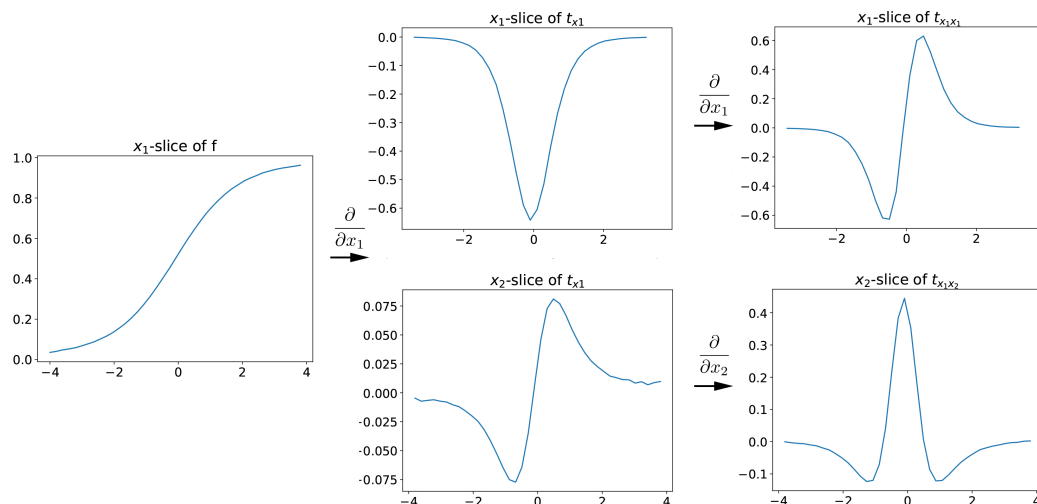 x₁-slice of f
1.0
0.8
0.6
0.4
0.2
0.0
−4 −2 0 2 4
∂
∂x₁
x₁-slice of tₓ₁
0.0
−0.1
−0.2
−0.3
−0.4
−0.5
−0.6
−2 0 2
∂
∂x₁
x₁-slice of tₓ₁ₓ₁
0.6
0.4
0.2
0.0
−0.2
−0.4
−0.6
−2 0 2
x₂-slice of tₓ₁
0.075
0.050
0.025
0.000
-0.025
-0.050
-0.075
−4 −2 0 2 4
∂
∂x₂
x₂-slice of tₓ₁ₓ₂
0.4
0.3
0.2
0.1
0.0
−0.1
−4 −2 0 2 4